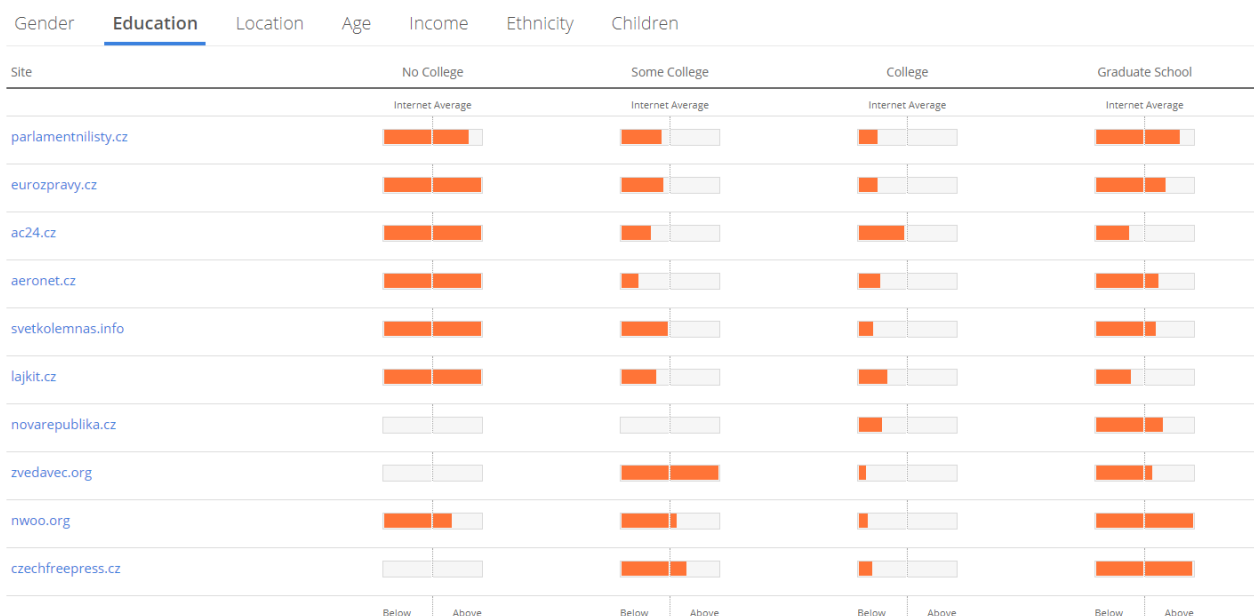 Gender Education Location Age Income Ethnicity Children
Site No College Some College College Graduate School
Internet Average Internet Average Internet Average Internet Average
parlamentnilisty.cz
eurozpravy.cz
ac24.cz
aeronet.cz
svetkolemnas.info
lajkit.cz
novarepublika.cz
zvedavec.org
nwoo.org
czechfreepress.cz
Below Above Below Above Below Above Below Above